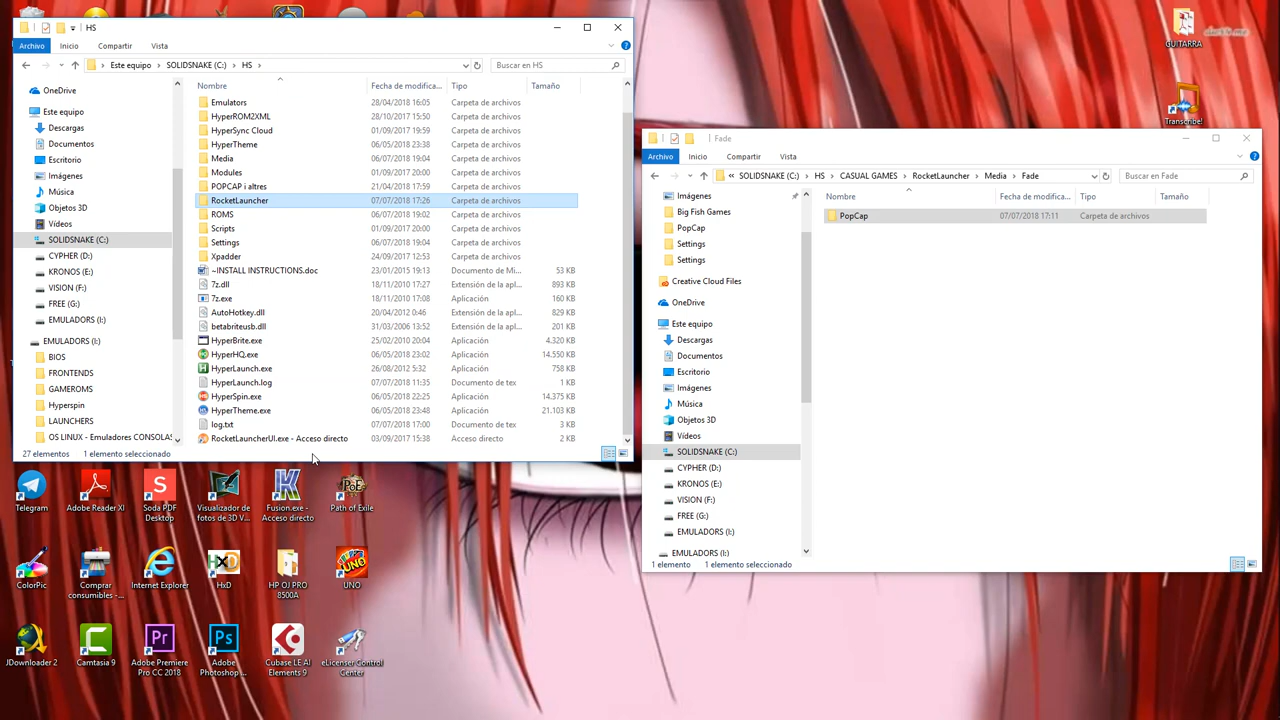 HS
Archivo Inicio Compartir Vista
Este equipo > SOLIDSNAKE (C:) > HS >
Buscar en HS
Nombre Fecha de modifica... Tipo Tamaño
OneDrive
Este equipo
Descargas
Documentos
Escritorio
Imágenes
Música
Objetos 3D
Vídeos
SOLIDSNAKE (C:)
CYPHER (D:)
KRONOS (E:)
VISION (F:)
FREE (G:)
EMULADORS (I:)
EMULADORS (I:)
BIOS
FRONTENDS
GAMEROMS
Hyperspin
LAUNCHERS
OS LINUX - Emuladores CONSOLAS
Emulators 28/04/2018 16:05 Carpeta de archivos
HyperROM2XML 28/10/2017 15:50 Carpeta de archivos
HyperSync Cloud 01/09/2017 19:59 Carpeta de archivos
HyperTheme 06/05/2018 23:38 Carpeta de archivos
Media 06/07/2018 19:04 Carpeta de archivos
Modules 01/09/2017 20:00 Carpeta de archivos
POPCAP i altres 21/04/2018 17:59 Carpeta de archivos
RocketLauncher 07/07/2018 17:26 Carpeta de archivos
ROMS 06/07/2018 19:02 Carpeta de archivos
Scripts 01/09/2017 20:00 Carpeta de archivos
Settings 06/07/2018 19:04 Carpeta de archivos
Xpadder 24/09/2017 12:53 Carpeta de archivos
~INSTALL INSTRUCTIONS.doc 23/01/2015 19:13 Documento de Mi... 53 KB
7z.dll 18/11/2010 17:27 Extensión de la apl... 893 KB
7z.exe 18/11/2010 17:08 Aplicación 160 KB
AutoHotkey.dll 20/04/2012 0:46 Extensión de la apl... 829 KB
betabriteusb.dll 31/03/2006 13:52 Extensión de la apl... 201 KB
HyperBrite.exe 25/02/2010 20:04 Aplicación 4.320 KB
HyperHQ.exe 06/05/2018 23:02 Aplicación 14.550 KB
HyperLaunch.exe 26/08/2012 5:32 Aplicación 758 KB
HyperLaunch.log 07/07/2018 11:35 Documento de tex 1 KB
HyperSpin.exe 06/05/2018 22:25 Aplicación 14.375 KB
HyperTheme.exe 06/05/2018 23:48 Aplicación 21.103 KB
log.txt 07/07/2018 17:00 Documento de tex 3 KB
RocketLauncherUI.exe - Acceso directo 03/09/2017 15:38 Acceso directo 2 KB
27 elementos 1 elemento seleccionado
GUITARRA
Transcribe!
Fade
Archivo Inicio Compartir Vista
« SOLIDSNAKE (C:) > HS > CASUAL GAMES > RocketLauncher > Media > Fade
Buscar en Fade
Nombre Fecha de modifica... Tipo Tamaño
PopCap 07/07/2018 17:11 Carpeta de archivos
Imágenes
Big Fish Games
PopCap
Settings
Settings
Creative Cloud Files
OneDrive
Este equipo
Descargas
Documentos
Escritorio
Imágenes
Música
Objetos 3D
Vídeos
SOLIDSNAKE (C:)
CYPHER (D:)
KRONOS (E:)
VISION (F:)
FREE (G:)
EMULADORS (I:)
EMULADORS (I:)
1 elemento 1 elemento seleccionado
Telegram
Adobe Reader XI
Soda PDF
Desktop
Visualizador de
fotos de 3D V...
Fusion.exe -
Acceso directo
Path of Exile
ColorPic
Comprar
consumibles -...
Internet Explorer
HxD
HP OJ PRO
8500A
UNO
JDownloader 2
Camtasia 9
Adobe Premiere
Pro CC 2018
Adobe
Photoshop ...
Cubase LE AI
Elements 9
eLicenser Control
Center